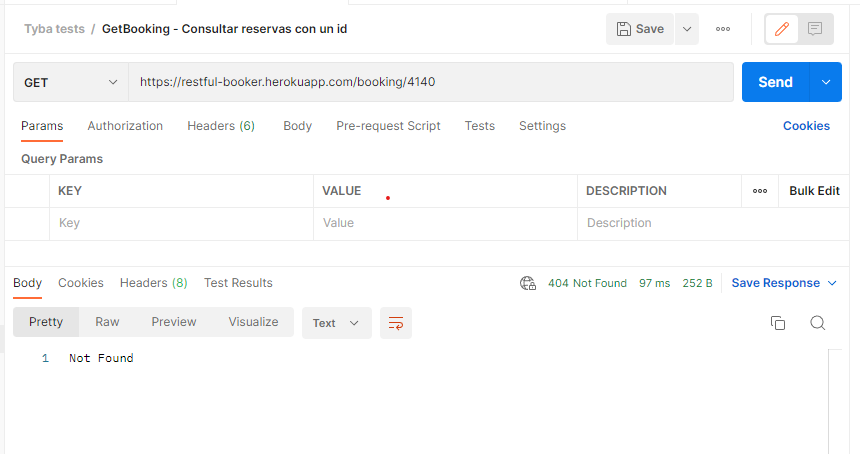 Tyba tests / GetBooking - Consultar reservas con un id Save
GET https://restful-booker.herokuapp.com/booking/4140 Send
Params Authorization Headers (6) Body Pre-request Script Tests Settings Cookies
Query Params
KEY VALUE DESCRIPTION Bulk Edit
Key Value Description
Body Cookies Headers (8) Test Results 404 Not Found 97 ms 252 B Save Response
Pretty Raw Preview Visualize Text
1 Not Found